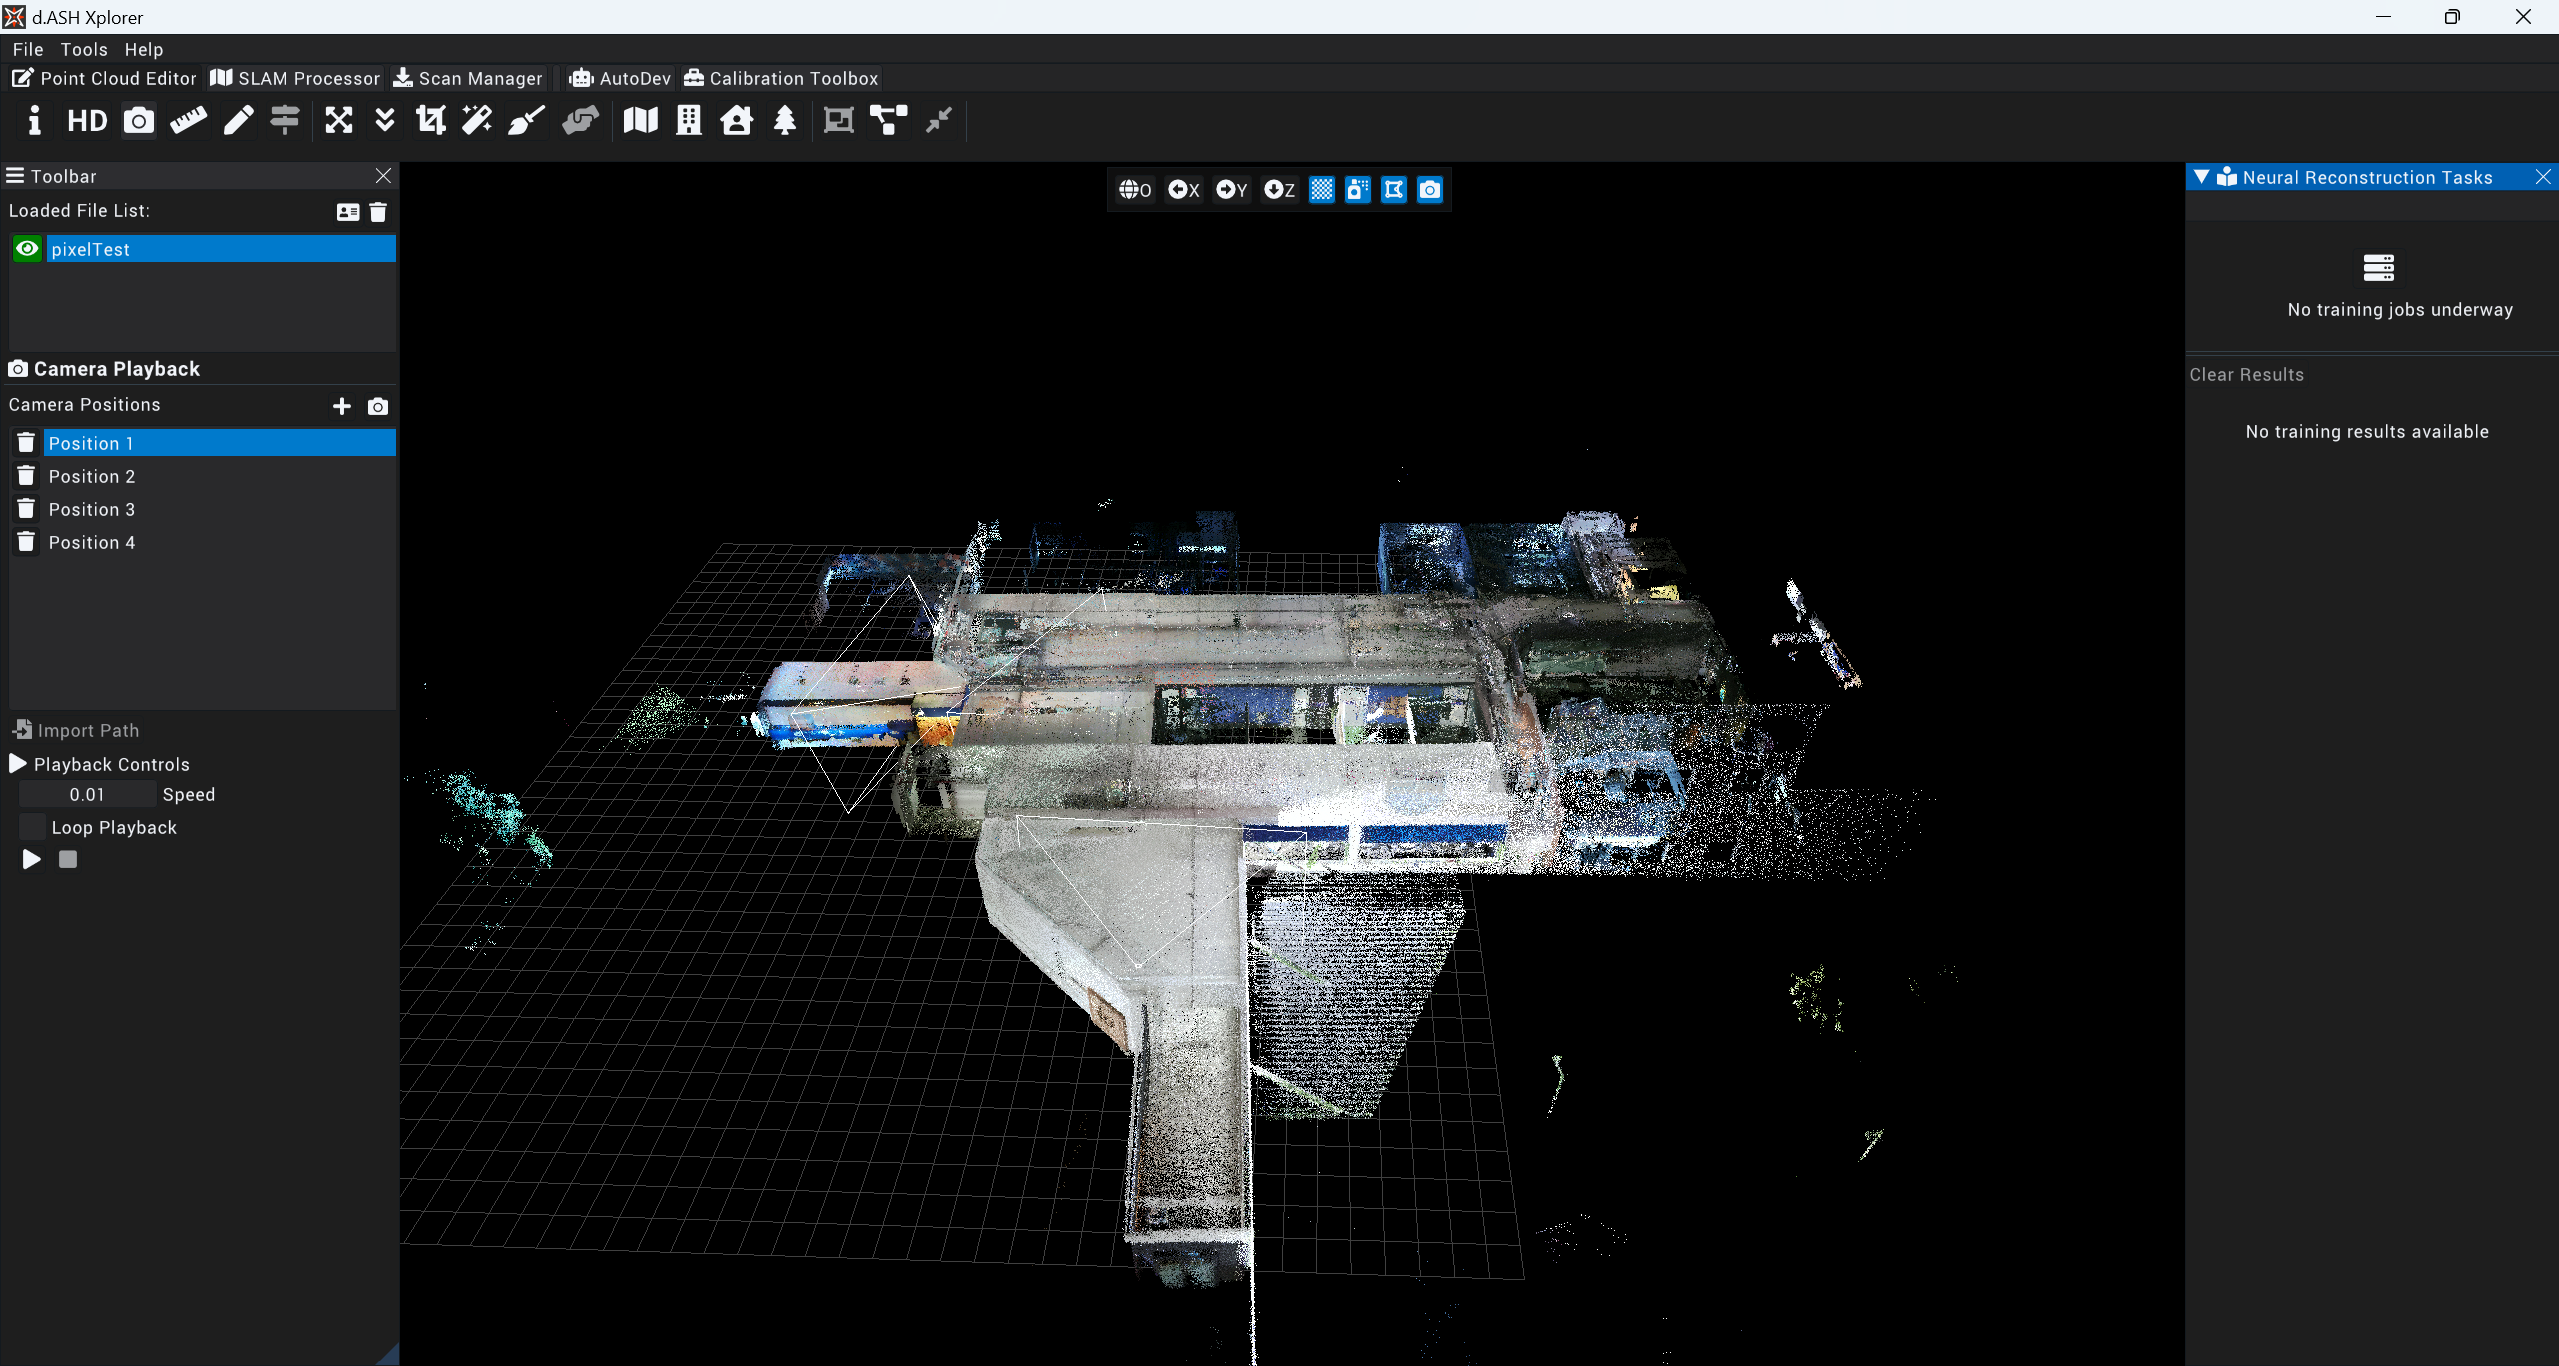 d.ASH Xplorer
File Tools Help
Point Cloud Editor SLAM Processor Scan Manager AutoDev Calibration Toolbox
HD
Toolbar
Loaded File List:
pixelTest
Camera Playback
Camera Positions
Position 1
Position 2
Position 3
Position 4
Import Path
Playback Controls
0.01 Speed
Loop Playback
O X Y Z
Neural Reconstruction Tasks
No training jobs underway
Clear Results
No training results available